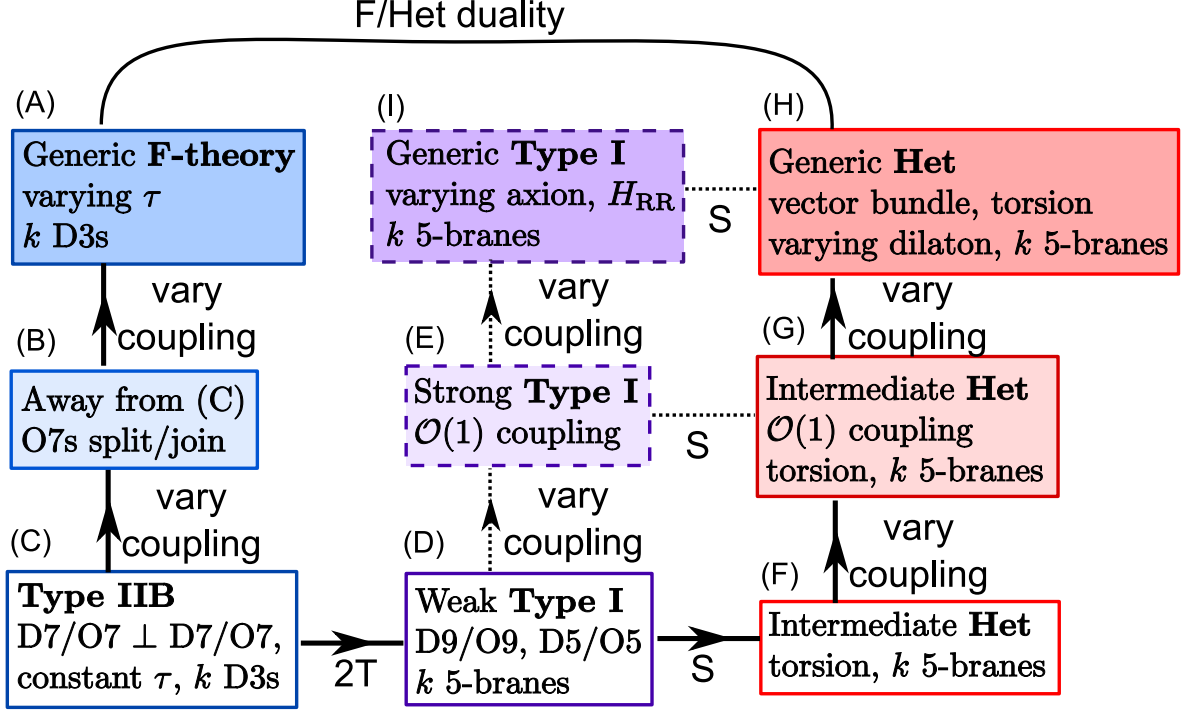 F/Het duality
(A)
Generic F-theory
varying τ
k D3s
(I)
Generic Type I
varying axion, H_RR
k 5-branes
(H)
Generic Het
vector bundle, torsion
varying dilaton, k 5-branes
S
vary
coupling
vary
coupling
vary
coupling
(B)
Away from (C)
O7s split/join
(E)
Strong Type I
O(1) coupling
(G)
Intermediate Het
O(1) coupling
torsion, k 5-branes
S
vary
coupling
vary
coupling
vary
coupling
(C)
Type IIB
D7/O7 ⊥ D7/O7,
constant τ, k D3s
2T
(D)
Weak Type I
D9/O9, D5/O5
k 5-branes
S
(F)
Intermediate Het
torsion, k 5-branes